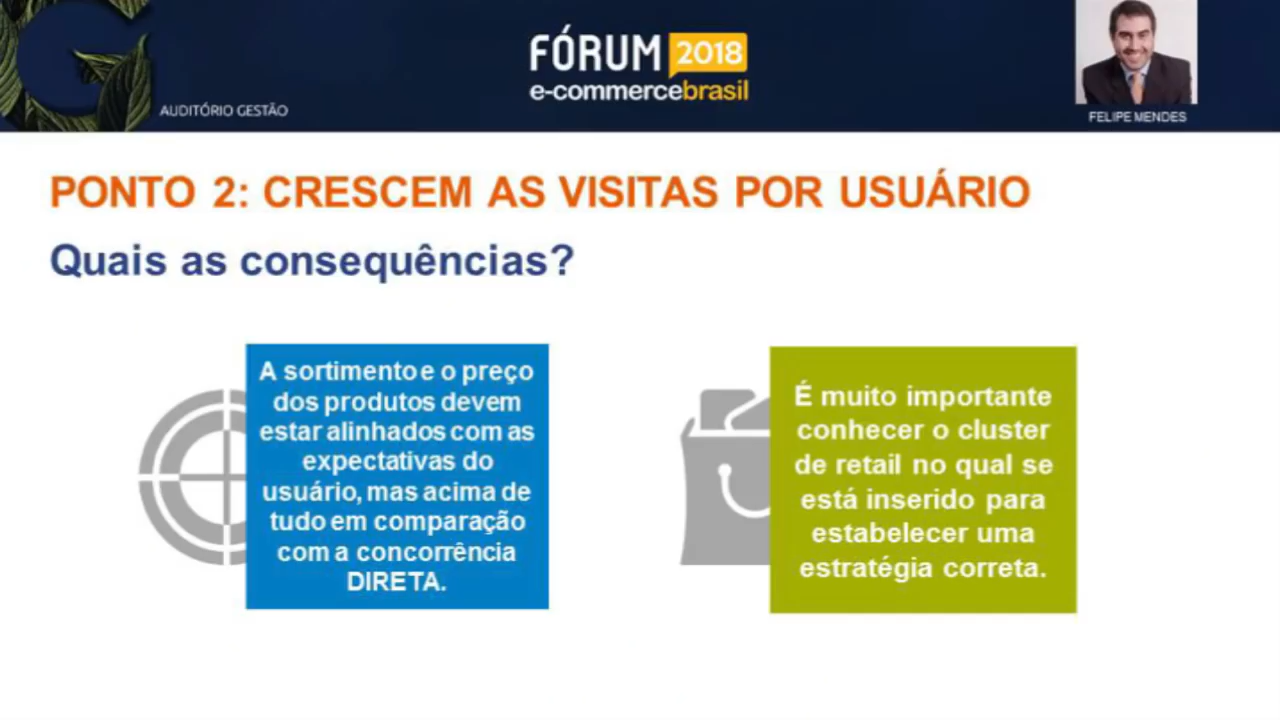 FÓRUM 2018
e-commercebrasil
AUDITÓRIO GESTÃO
FELIPE MENDES
PONTO 2: CRESCEM AS VISITAS POR USUÁRIO
Quais as consequências?
A sortimento e o preço
dos produtos devem
estar alinhados com as
expectativas do
usuário, mas acima de
tudo em comparação
com a concorrência
DIRETA.
É muito importante
conhecer o cluster
de retail no qual se
está inserido para
estabelecer uma
estratégia correta.